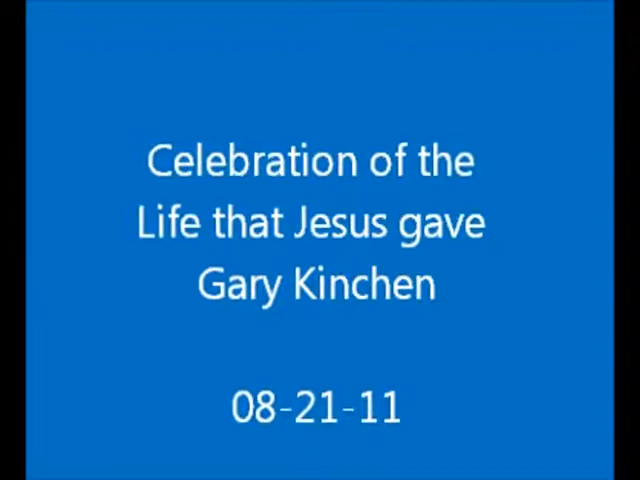 Celebration of the
Life that Jesus gave
Gary Kinchen
08-21-11